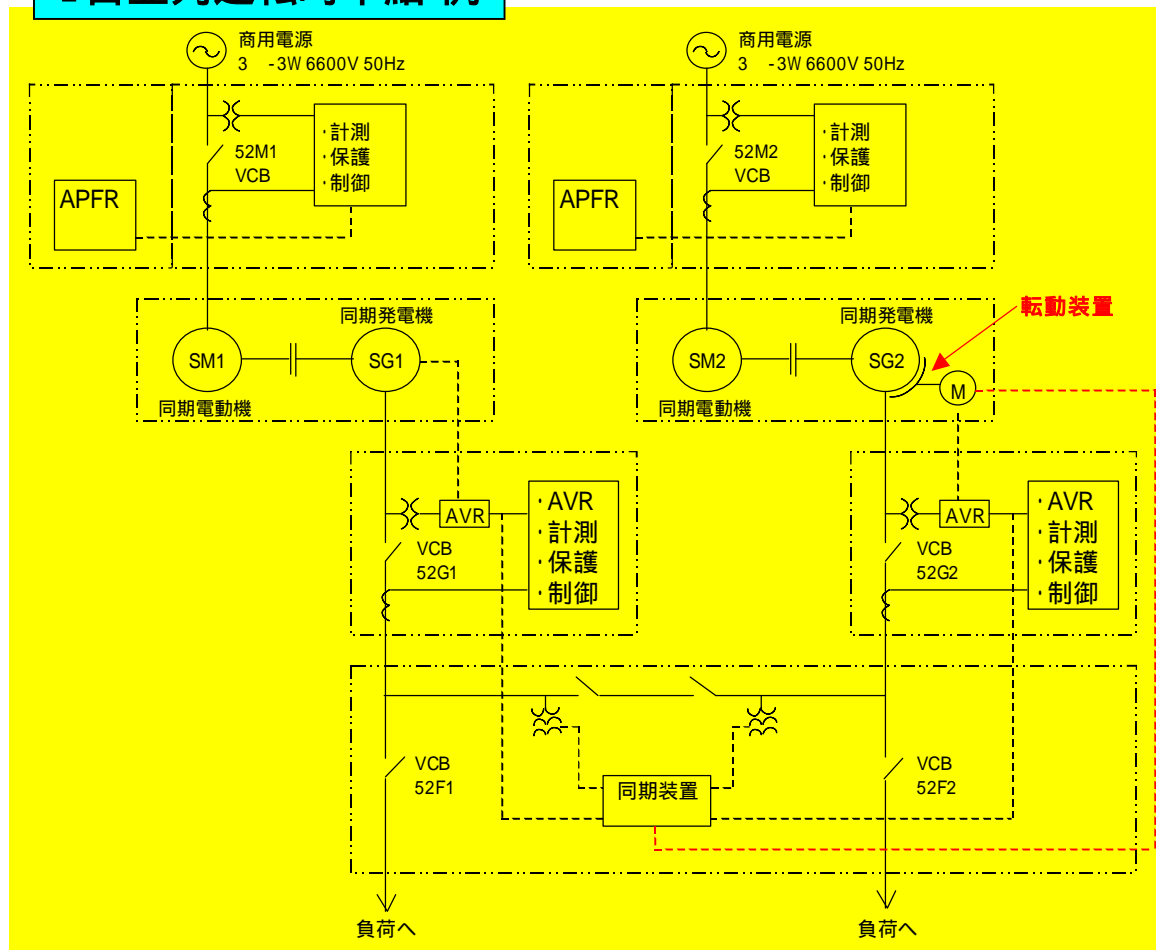 商用電源
3 -3W 6600V 50Hz
商用電源
3 -3W 6600V 50Hz
・計測
・保護
・制御
52M1
VCB
APFR
・計測
・保護
・制御
52M2
VCB
APFR
同期発電機
SM1
SG1
同期電動機
同期発電機
転動装置
SM2
SG2
M
同期電動機
AVR
・AVR
・計測
・保護
・制御
VCB
52G1
AVR
・AVR
・計測
・保護
・制御
VCB
52G2
VCB
52F1
同期装置
VCB
52F2
負荷へ
負荷へ